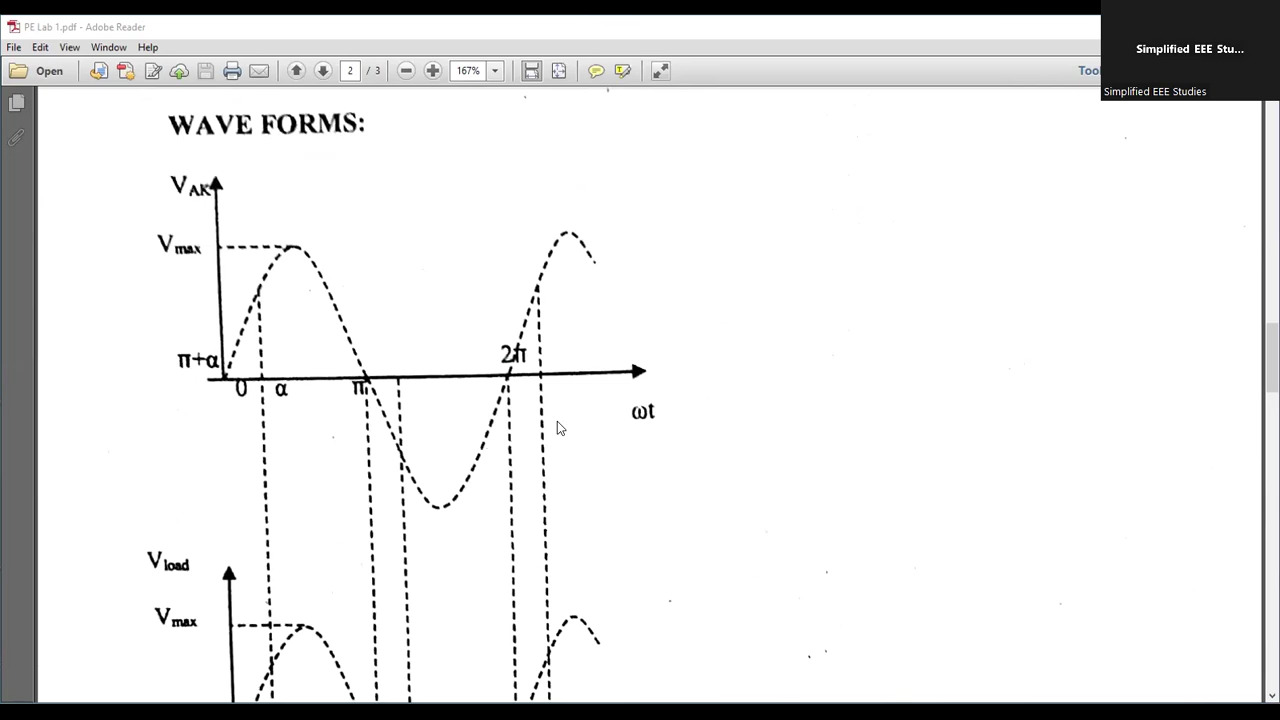 PE Lab 1.pdf - Adobe Reader
File Edit View Window Help
Open 2 / 3 167% Tool
Simplified EEE Stu...
Simplified EEE Studies
WAVE FORMS:
VAK
Vmax
π+α
0 α π 2π
ωt
Vload
Vmax